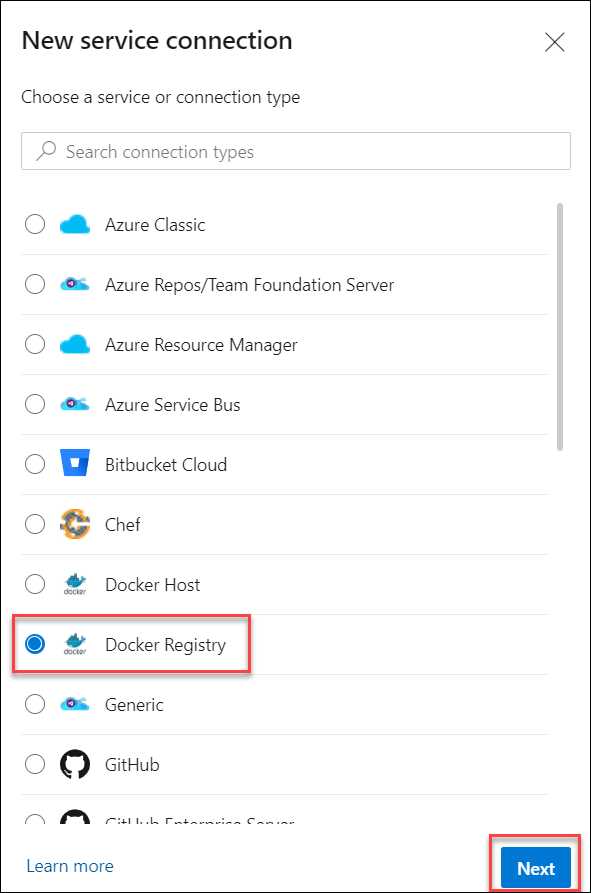 New service connection
Choose a service or connection type
Search connection types
Azure Classic
Azure Repos/Team Foundation Server
Azure Resource Manager
Azure Service Bus
Bitbucket Cloud
Chef
docker
Docker Host
docker
Docker Registry
Generic
GitHub
GitHub Enterprise Server
Learn more
Next